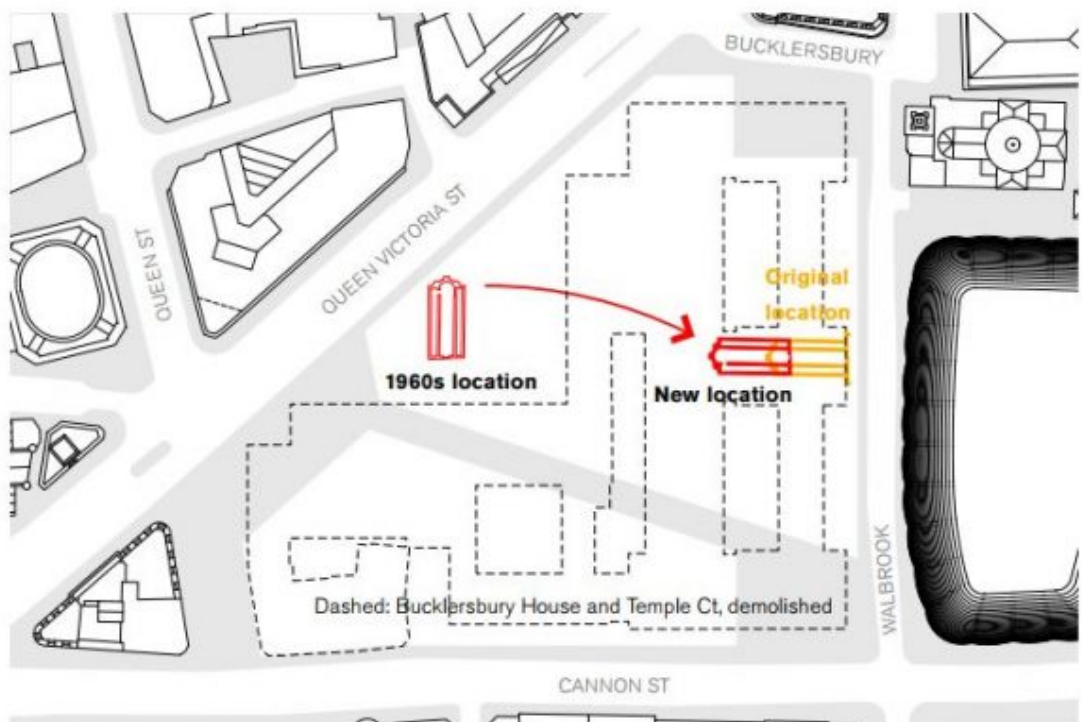 BUCKLERSBURY
QUEEN ST
QUEEN VICTORIA ST
Original
location
1960s location
New location
WALBROOK
Dashed: Bucklersbury House and Temple Ct, demolished
CANNON ST